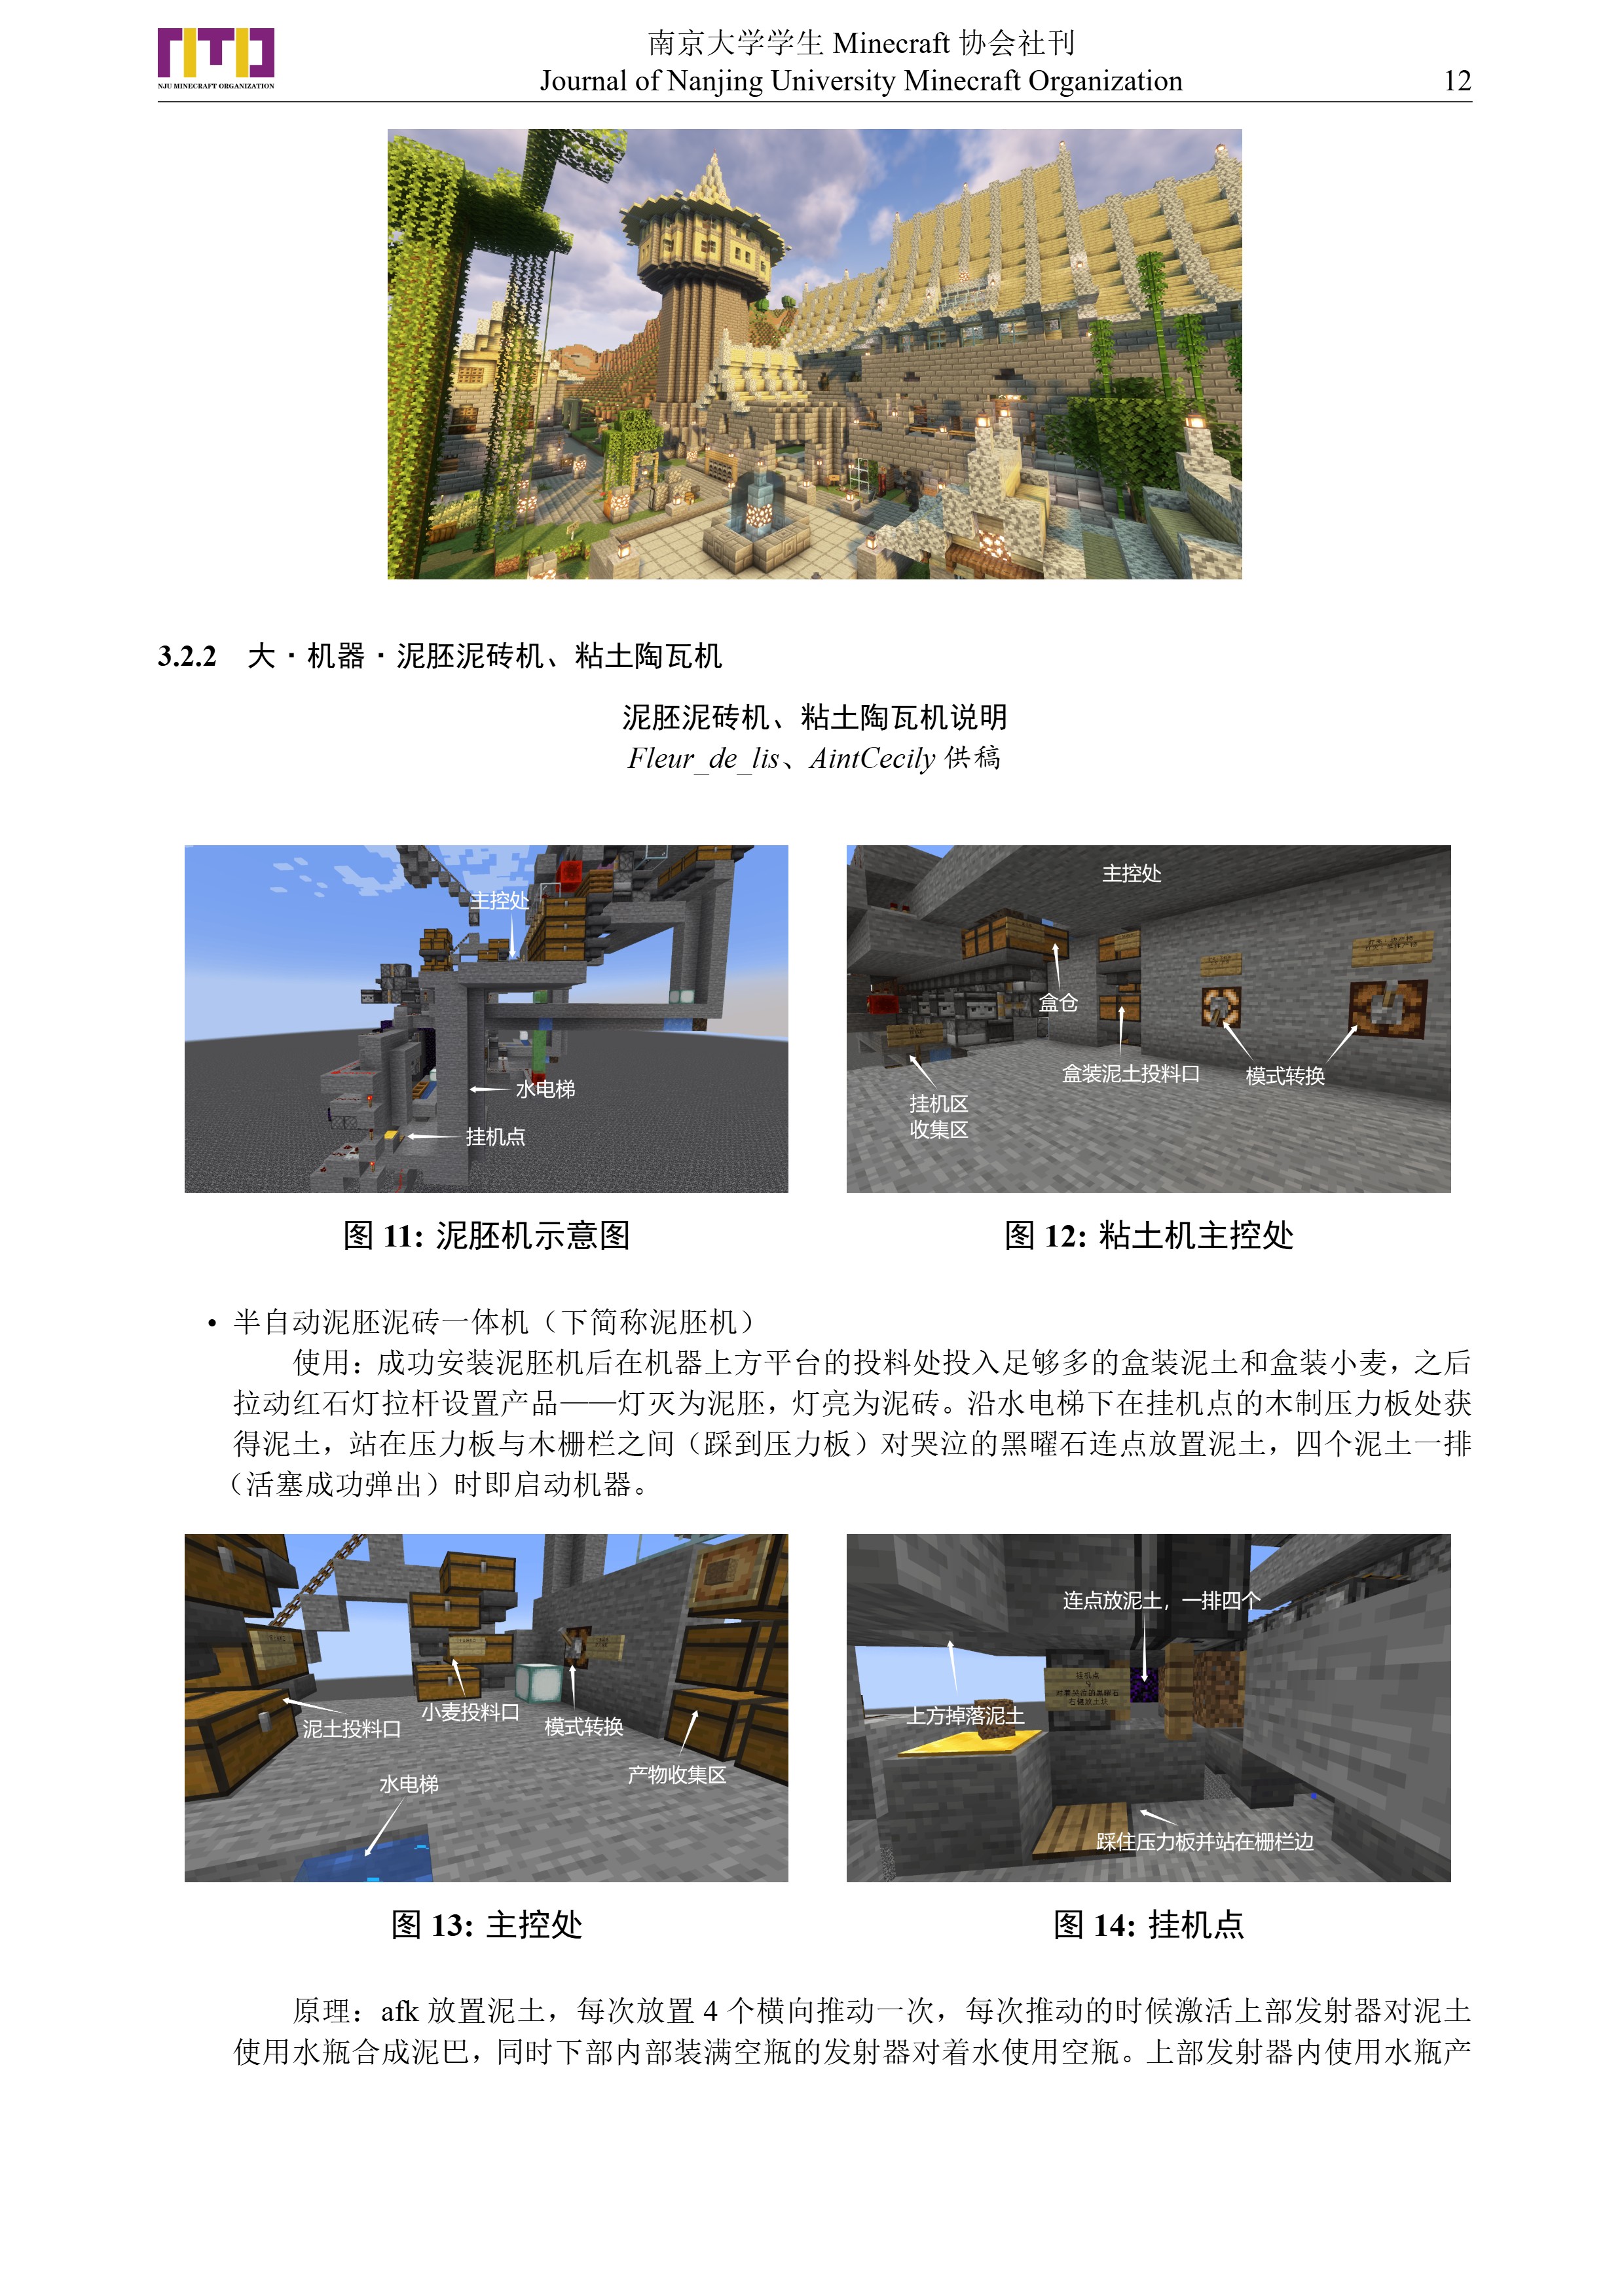 NJU MINECRAFT ORGANIZATION
南京大学学生 Minecraft 协会社刊
Journal of Nanjing University Minecraft Organization
12
3.2.2 大·机器·泥胚泥砖机、粘土陶瓦机
泥胚泥砖机、粘土陶瓦机说明
Fleur_de_lis、AintCecily 供稿
主控处
水电梯
挂机点
主控处
盒仓
盒装泥土投料口
模式转换
挂机区
收集区
图 11: 泥胚机示意图
图 12: 粘土机主控处
• 半自动泥胚泥砖一体机（下简称泥胚机）
使用：成功安装泥胚机后在机器上方平台的投料处投入足够多的盒装泥土和盒装小麦，之后
拉动红石灯拉杆设置产品——灯灭为泥胚，灯亮为泥砖。沿水电梯下在挂机点的木制压力板处获
得泥土，站在压力板与木栅栏之间（踩到压力板）对哭泣的黑曜石连点放置泥土，四个泥土一排
（活塞成功弹出）时即启动机器。
泥土投料口
小麦投料口
模式转换
产物收集区
水电梯
连点放泥土，一排四个
上方掉落泥土
挂机点
对着哭泣的黑曜石
踩住压力板并站在栅栏边
图 13: 主控处
图 14: 挂机点
原理：afk 放置泥土，每次放置 4 个横向推动一次，每次推动的时候激活上部发射器对泥土
使用水瓶合成泥巴，同时下部内部装满空瓶的发射器对着水使用空瓶。上部发射器内使用水瓶产